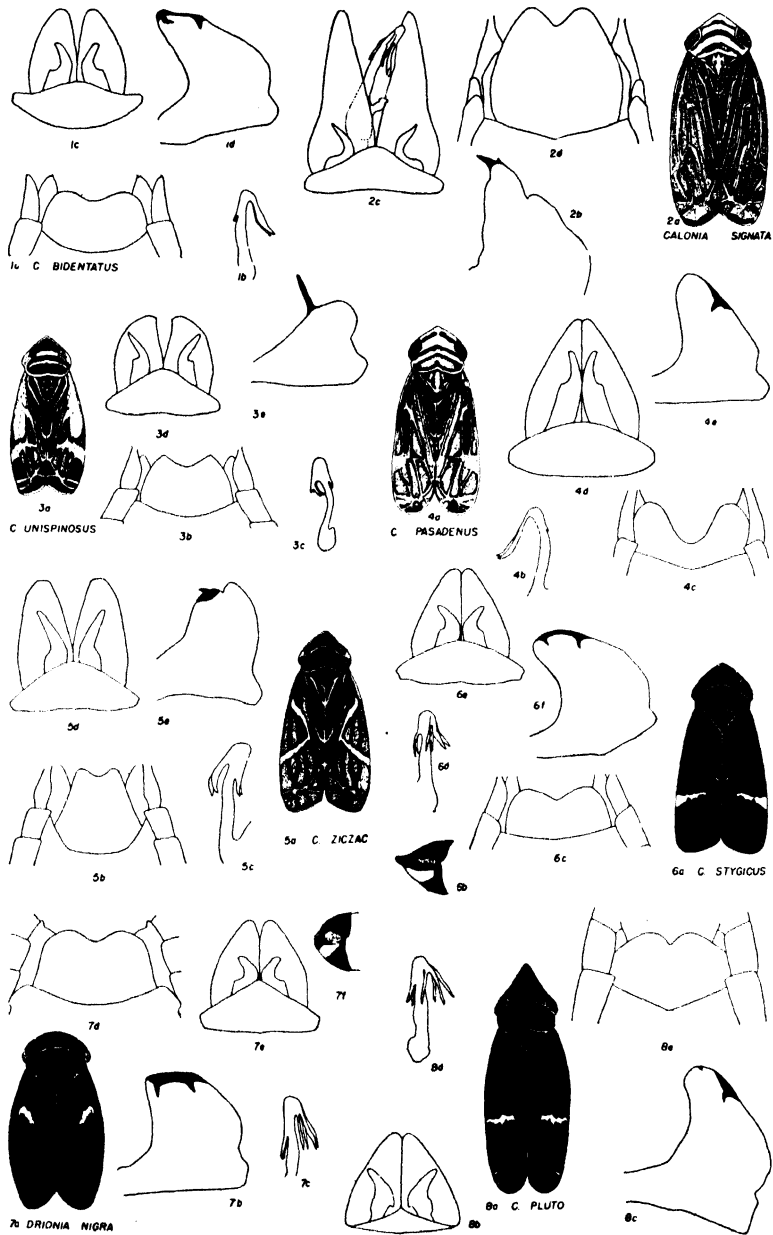 1c
1d
2c
2d
2a
CALONIA SIGNATA
1a C BIDENTATUS
1b
2b
3a
C UNISPINOSUS
3d
3e
3b
3c
4a
C PASADENUS
4d
4e
4b
4c
5d
5e
5b
5c
5a C. ZICZAC
6e
6f
6d
6b
6c
6a C. STYGICUS
7d
7e
7f
7a DRIONIA NIGRA
7b
7c
8d
8e
8b
8a C. PLUTO
8c